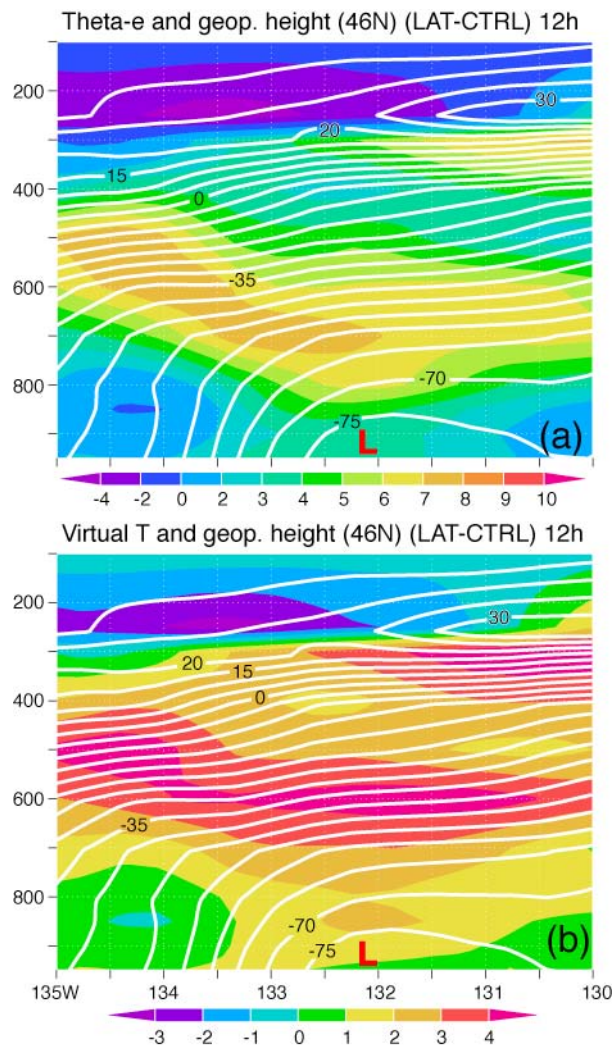 Theta-e and geop. height (46N) (LAT-CTRL) 12h
200
30
20
400
15
0
600
-35
800
-70
-75
L
(a)
-4 -2 0 2 3 4 5 6 7 8 9 10
Virtual T and geop. height (46N) (LAT-CTRL) 12h
200
30
20
15
400
0
600
-35
800
-70
-75
L
(b)
135W 134 133 132 131 130
-3 -2 -1 0 1 2 3 4